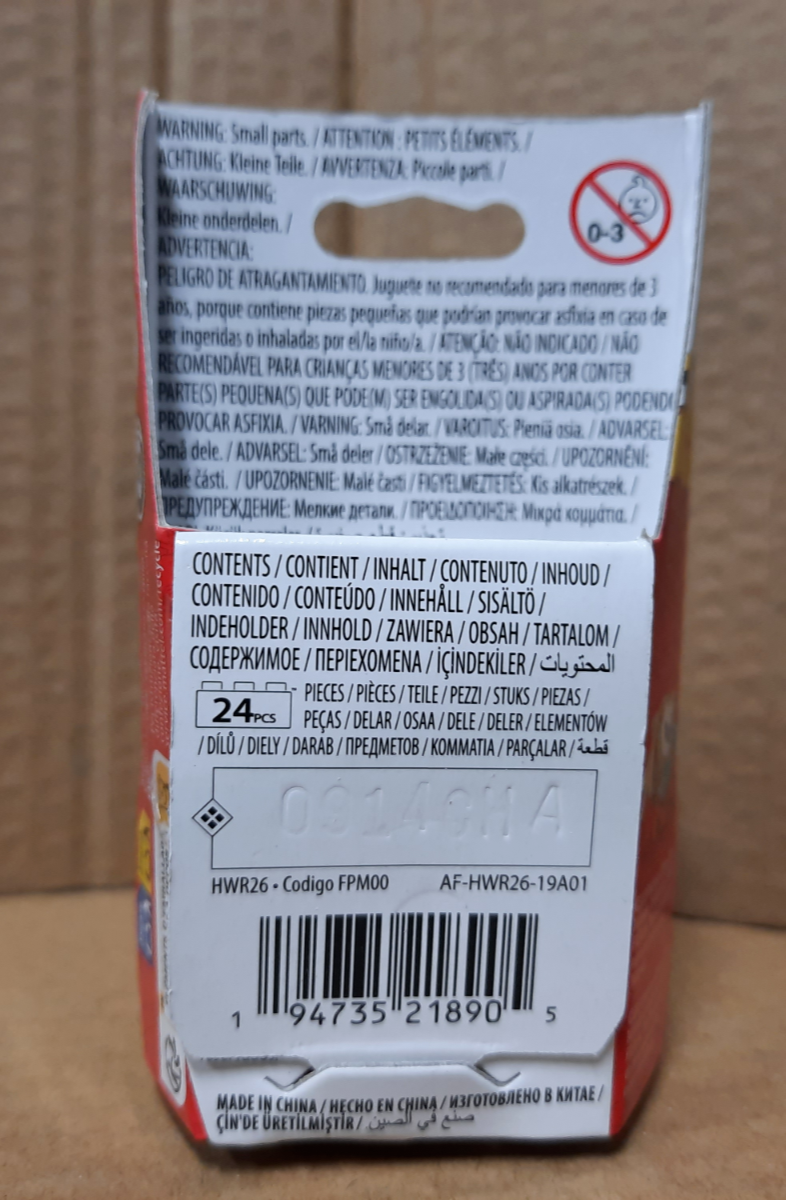 WARNING: Small parts. / ATTENTION : PETITS ÉLÉMENTS. /
ACHTUNG: Kleine Teile. / AVVERTENZA: Piccole parti. /
WAARSCHUWING:
Kleine onderdelen. /
ADVERTENCIA:
0-3
PELIGRO DE ATRAGANTAMIENTO. Juguete no recomendado para menores de 3
años, porque contiene piezas pequeñas que podrían provocar asfixia en caso de
ser ingeridas o inhaladas por el/la niño/a. / ATENÇÃO: NÃO INDICADO / NÃO
RECOMENDÁVEL PARA CRIANÇAS MENORES DE 3 (TRÊS) ANOS POR CONTER
PARTE(S) PEQUENA(S) QUE PODE(M) SER ENGOLIDA(S) OU ASPIRADA(S) PODENDO
PROVOCAR ASFIXIA. / VARNING: Små delar. / VAROITUS: Pieniä osia. / ADVARSEL:
Små dele. / ADVARSEL: Små deler / OSTRZEŻENIE: Małe części. / UPOZORNĚNÍ:
Malé části. / UPOZORNENIE: Malé časti / FIGYELMEZTETÉS: Kis alkatrészek. /
ПРЕДУПРЕЖДЕНИЕ: Мелкие детали. / ΠΡΟΕΙΔΟΠΟΙΗΣΗ: Μικρά κομμάτια. /
CONTENTS / CONTIENT / INHALT / CONTENUTO / INHOUD /
CONTENIDO / CONTEÚDO / INNEHÅLL / SISÄLTÖ /
INDEHOLDER / INNHOLD / ZAWIERA / OBSAH / TARTALOM /
СОДЕРЖИМОЕ / ΠΕΡΙΕΧΟΜΕΝΑ / İÇİNDEKİLER / المحتويات
24PCS
PIECES / PIÈCES / TEILE / PEZZI / STUKS / PIEZAS /
PEÇAS / DELAR / OSAA / DELE / DELER / ELEMENTÓW
/ DÍLŮ / DIELY / DARAB / ПРЕДМЕТОВ / ΚΟΜΜΑΤΙΑ / PARÇALAR / قطعة
HWR26 • Codigo FPM00 AF-HWR26-19A01
1 94735 21890 5
MADE IN CHINA / HECHO EN CHINA / ИЗГОТОВЛЕНО В КИТАЕ /
ÇİN'DE ÜRETİLMİŞTİR / صنع في الصين